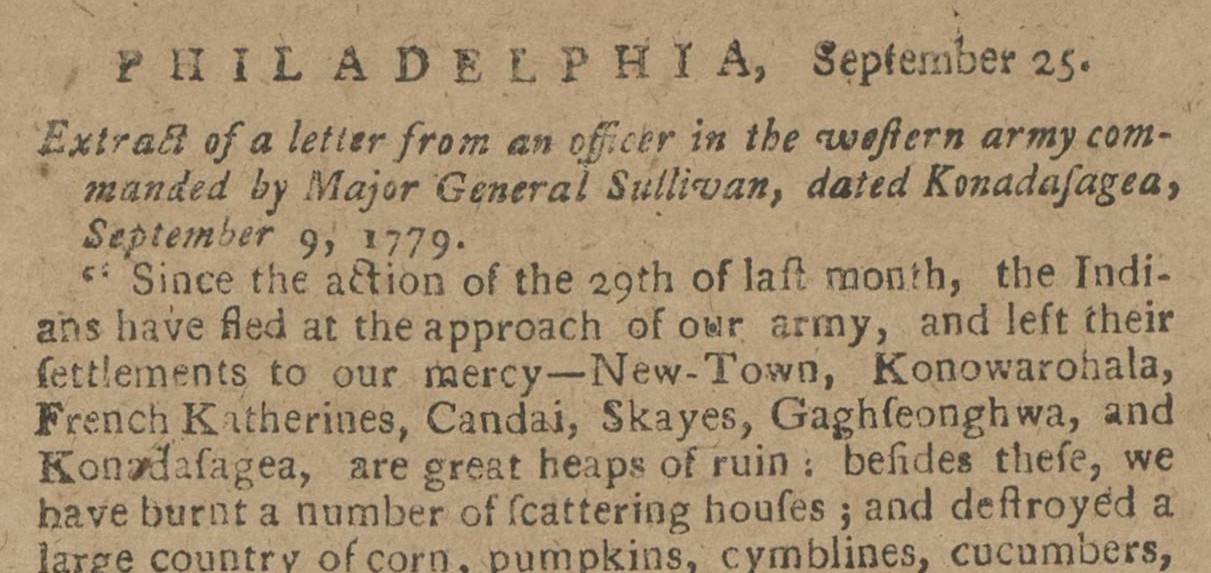 PHILADELPHIA, September 25.
Extract of a letter from an officer in the weſtern army com-
manded by Major General Sullivan, dated Konadaſagea,
September 9, 1779.
“ Since the action of the 29th of laſt month, the Indi-
ans have fled at the approach of our army, and left their
ſettlements to our mercy—New-Town, Konowarohala,
French Katherines, Candai, Skayes, Gaghſeonghwa, and
Konadaſagea, are great heaps of ruin : beſides theſe, we
have burnt a number of ſcattering houſes ; and deſtroyed a
large country of corn, pumpkins, cymblines, cucumbers,